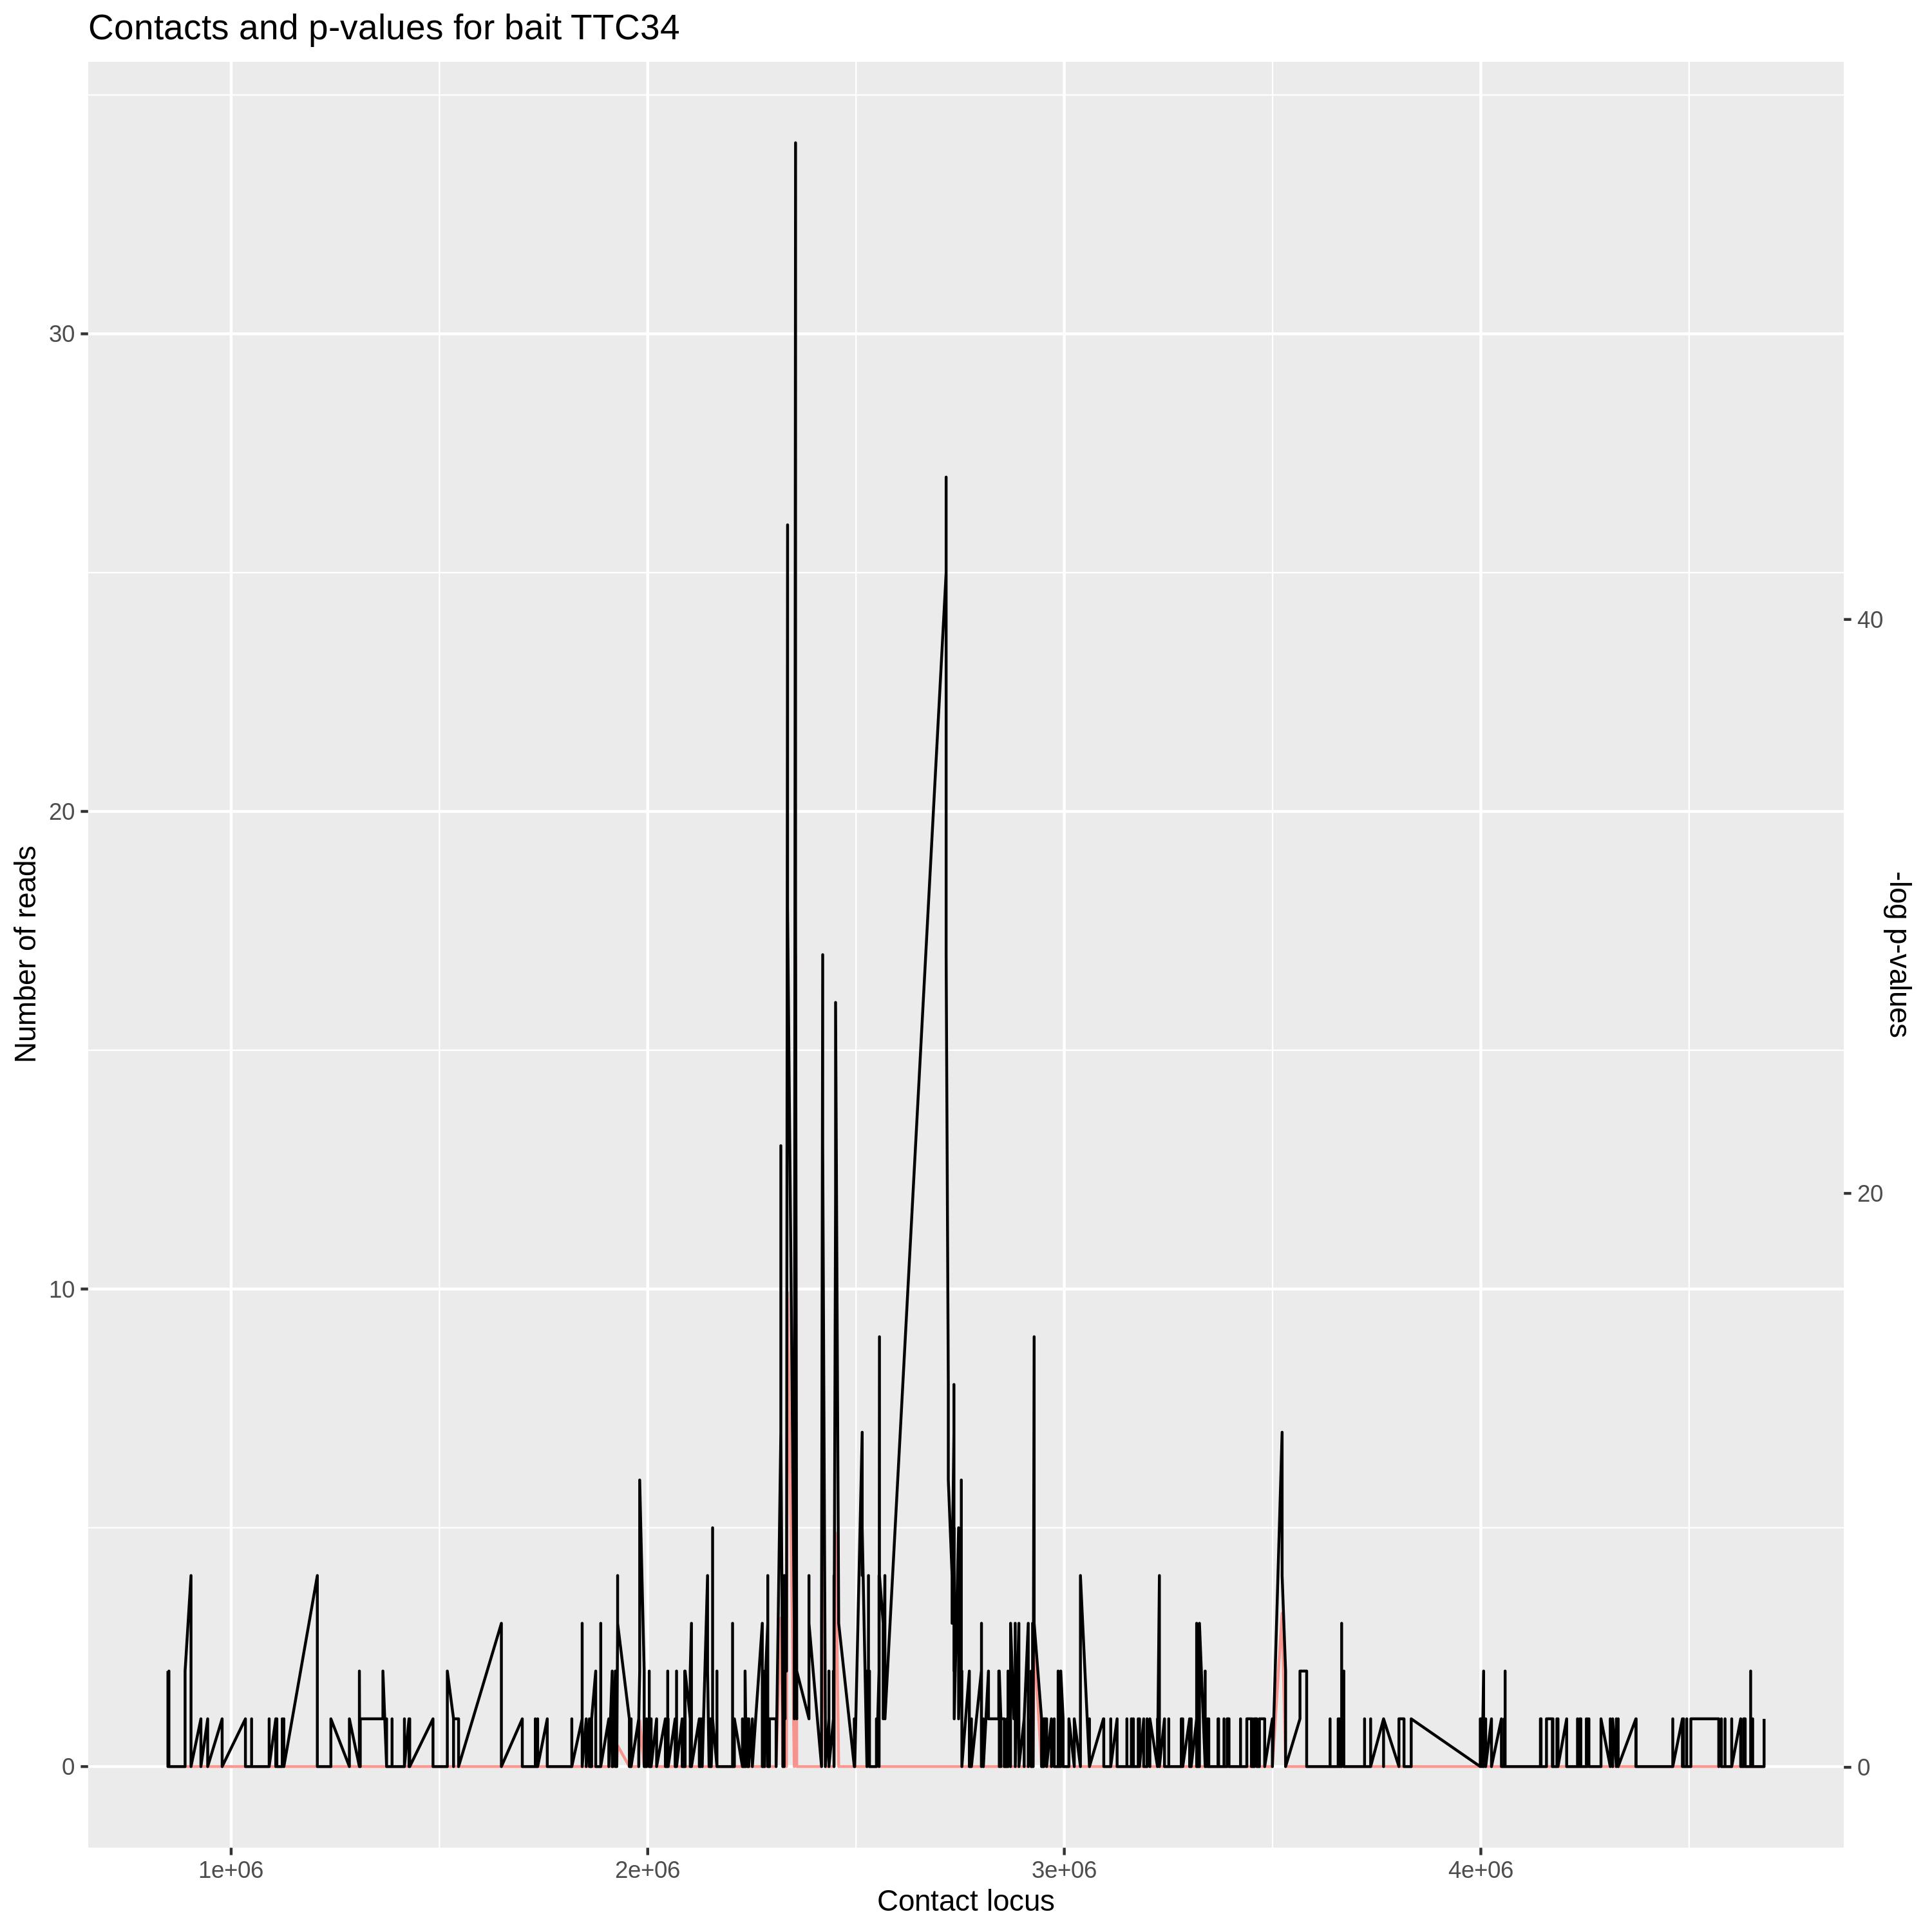 Contacts and p-values for bait TTC34
30
20
10
0
Number of reads
40
20
0
-log p-values
1e+06
2e+06
3e+06
4e+06
Contact locus